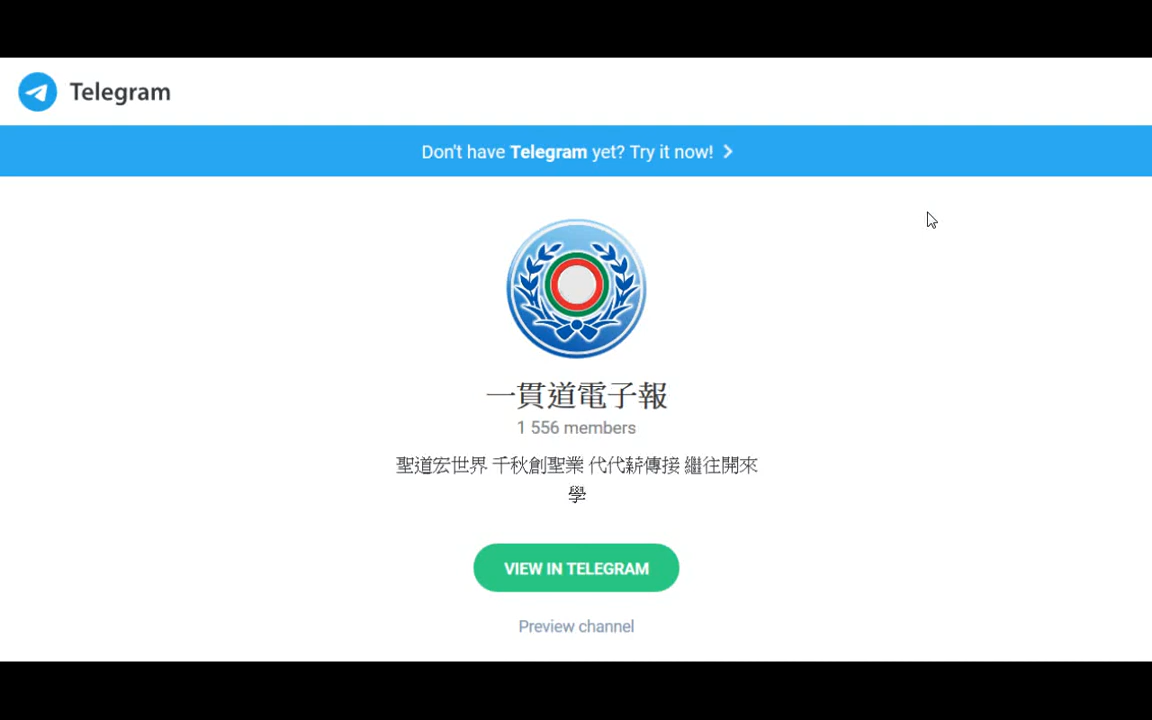 Telegram
Don't have Telegram yet? Try it now!
一貫道電子報
1 556 members
聖道宏世界 千秋創聖業 代代薪傳接 繼往開來
學
VIEW IN TELEGRAM
Preview channel